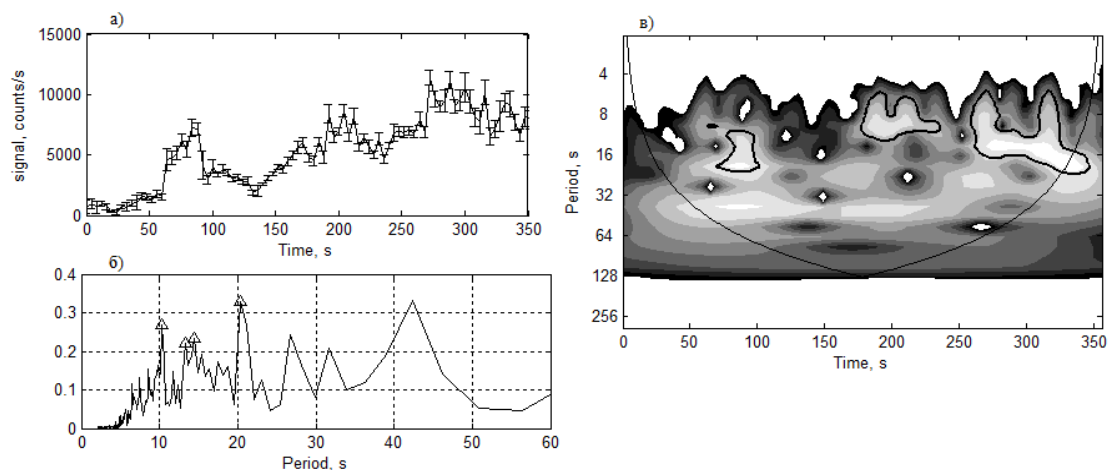 а)
15000
10000
5000
0
signal, counts/s
0 50 100 150 200 250 300 350
Time, s
б)
0.4
0.3
0.2
0.1
0
0 10 20 30 40 50 60
Period, s
в)
4
8
16
32
64
128
256
Period, s
0 50 100 150 200 250 300 350
Time, s